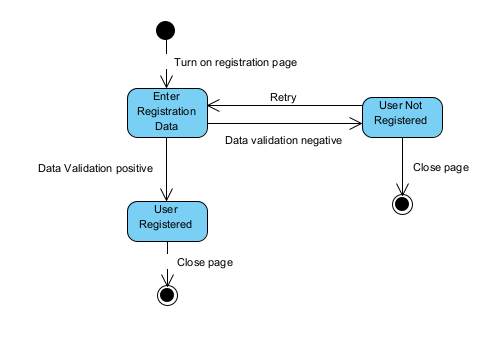 Turn on registration page
Enter
Registration
Data
Retry
User Not
Registered
Data validation negative
Data Validation positive
Close page
User
Registered
Close page